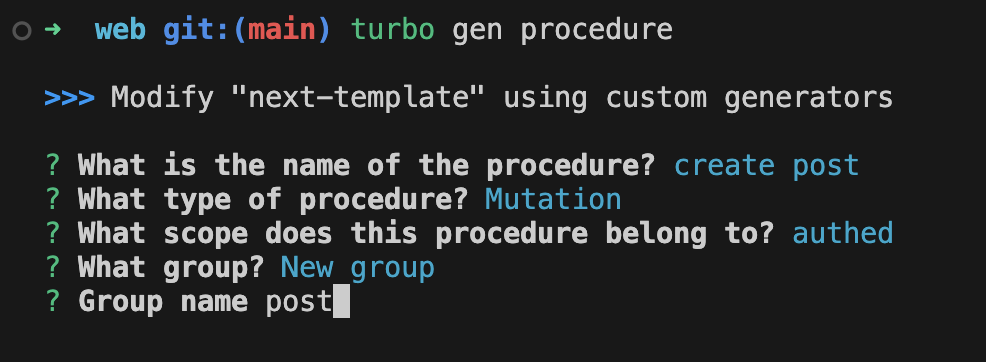 ➜ web git:(main) turbo gen procedure
>>> Modify "next-template" using custom generators
? What is the name of the procedure? create post
? What type of procedure? Mutation
? What scope does this procedure belong to? authed
? What group? New group
? Group name post